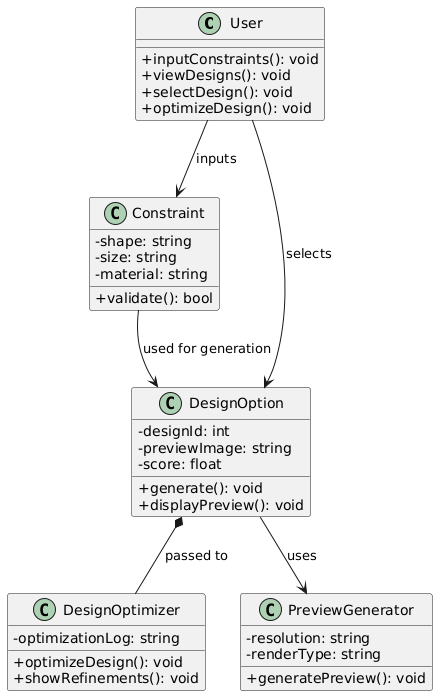 C User
+inputConstraints(): void
+viewDesigns(): void
+selectDesign(): void
+optimizeDesign(): void
inputs
C Constraint
-shape: string
-size: string
-material: string
+validate(): bool
selects
used for generation
C DesignOption
-designId: int
-previewImage: string
-score: float
+generate(): void
+displayPreview(): void
passed to
uses
C DesignOptimizer
-optimizationLog: string
+optimizeDesign(): void
+showRefinements(): void
C PreviewGenerator
-resolution: string
-renderType: string
+generatePreview(): void